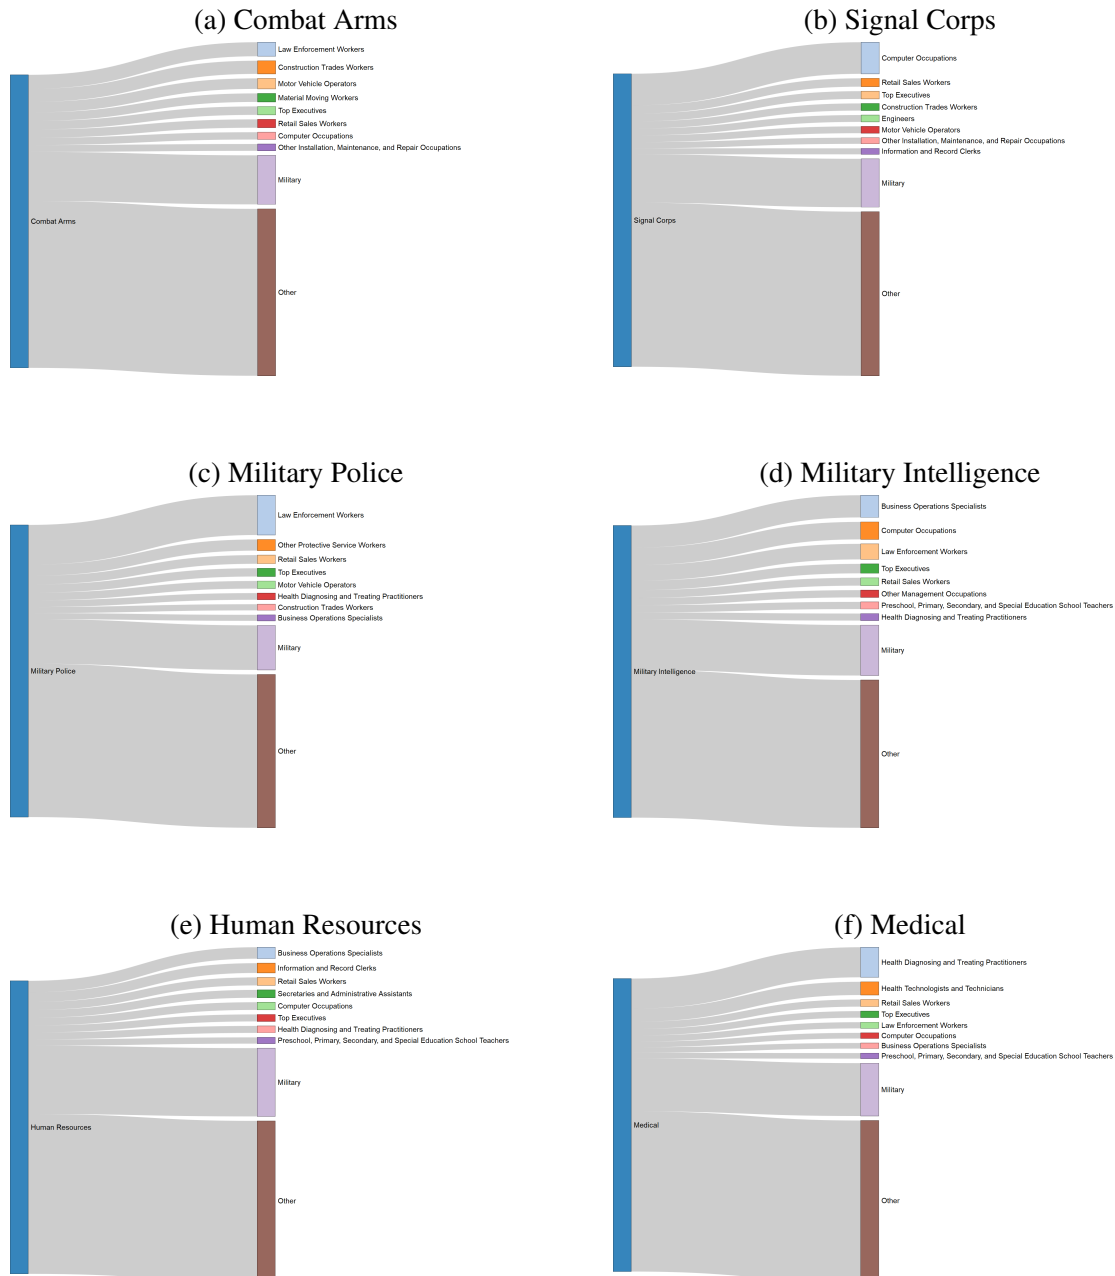 (a) Combat Arms
Law Enforcement Workers
Construction Trades Workers
Motor Vehicle Operators
Material Moving Workers
Top Executives
Retail Sales Workers
Computer Occupations
Other Installation, Maintenance, and Repair Occupations
Military
Combat Arms
Other
(b) Signal Corps
Computer Occupations
Retail Sales Workers
Top Executives
Construction Trades Workers
Engineers
Motor Vehicle Operators
Other Installation, Maintenance, and Repair Occupations
Information and Record Clerks
Military
Signal Corps
Other
(c) Military Police
Law Enforcement Workers
Other Protective Service Workers
Retail Sales Workers
Top Executives
Motor Vehicle Operators
Health Diagnosing and Treating Practitioners
Construction Trades Workers
Business Operations Specialists
Military
Military Police
Other
(d) Military Intelligence
Business Operations Specialists
Computer Occupations
Law Enforcement Workers
Top Executives
Retail Sales Workers
Other Management Occupations
Preschool, Primary, Secondary, and Special Education School Teachers
Health Diagnosing and Treating Practitioners
Military
Military Intelligence
Other
(e) Human Resources
Business Operations Specialists
Information and Record Clerks
Retail Sales Workers
Secretaries and Administrative Assistants
Computer Occupations
Top Executives
Health Diagnosing and Treating Practitioners
Preschool, Primary, Secondary, and Special Education School Teachers
Military
Human Resources
Other
(f) Medical
Health Diagnosing and Treating Practitioners
Health Technologists and Technicians
Retail Sales Workers
Top Executives
Law Enforcement Workers
Computer Occupations
Business Operations Specialists
Preschool, Primary, Secondary, and Special Education School Teachers
Military
Medical
Other